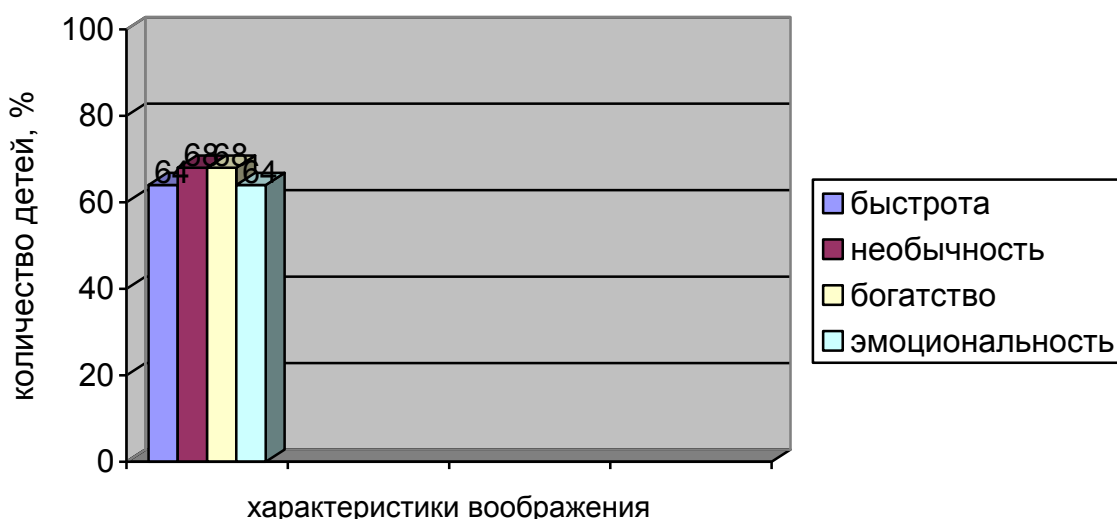 количество детей, %
100
80
60
40
20
0
64
68
68
64
характеристики воображения
быстрота
необычность
богатство
эмоциональность